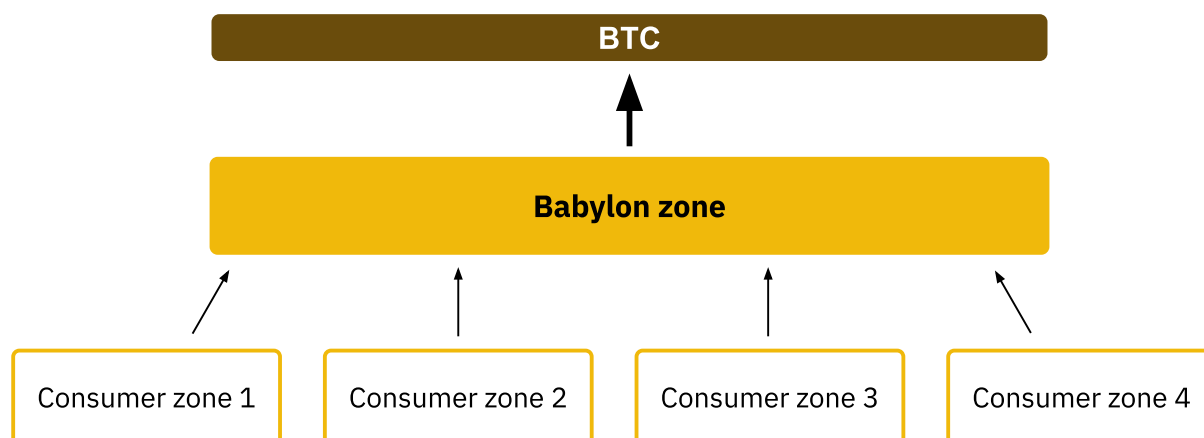 BTC
Babylon zone
Consumer zone 1
Consumer zone 2
Consumer zone 3
Consumer zone 4